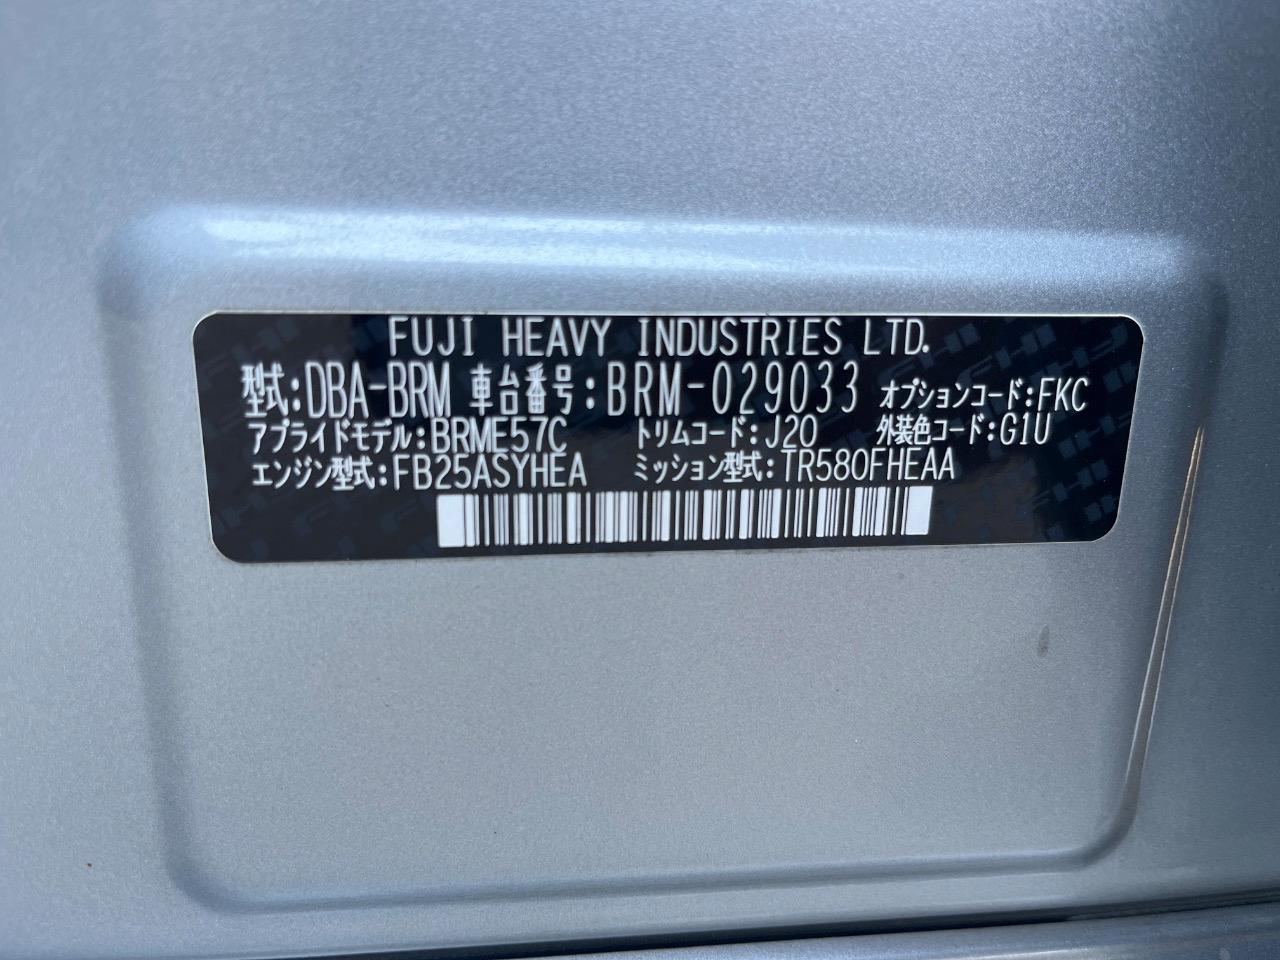 FUJI HEAVY INDUSTRIES LTD.
型式:DBA-BRM 車台番号:BRM-029033 オプションコード:FKC
アプライドモデル:BRME57C トリムコード:J20 外装色コード:G1U
エンジン型式:FB25ASYHEA ミッション型式:TR580FHEAA